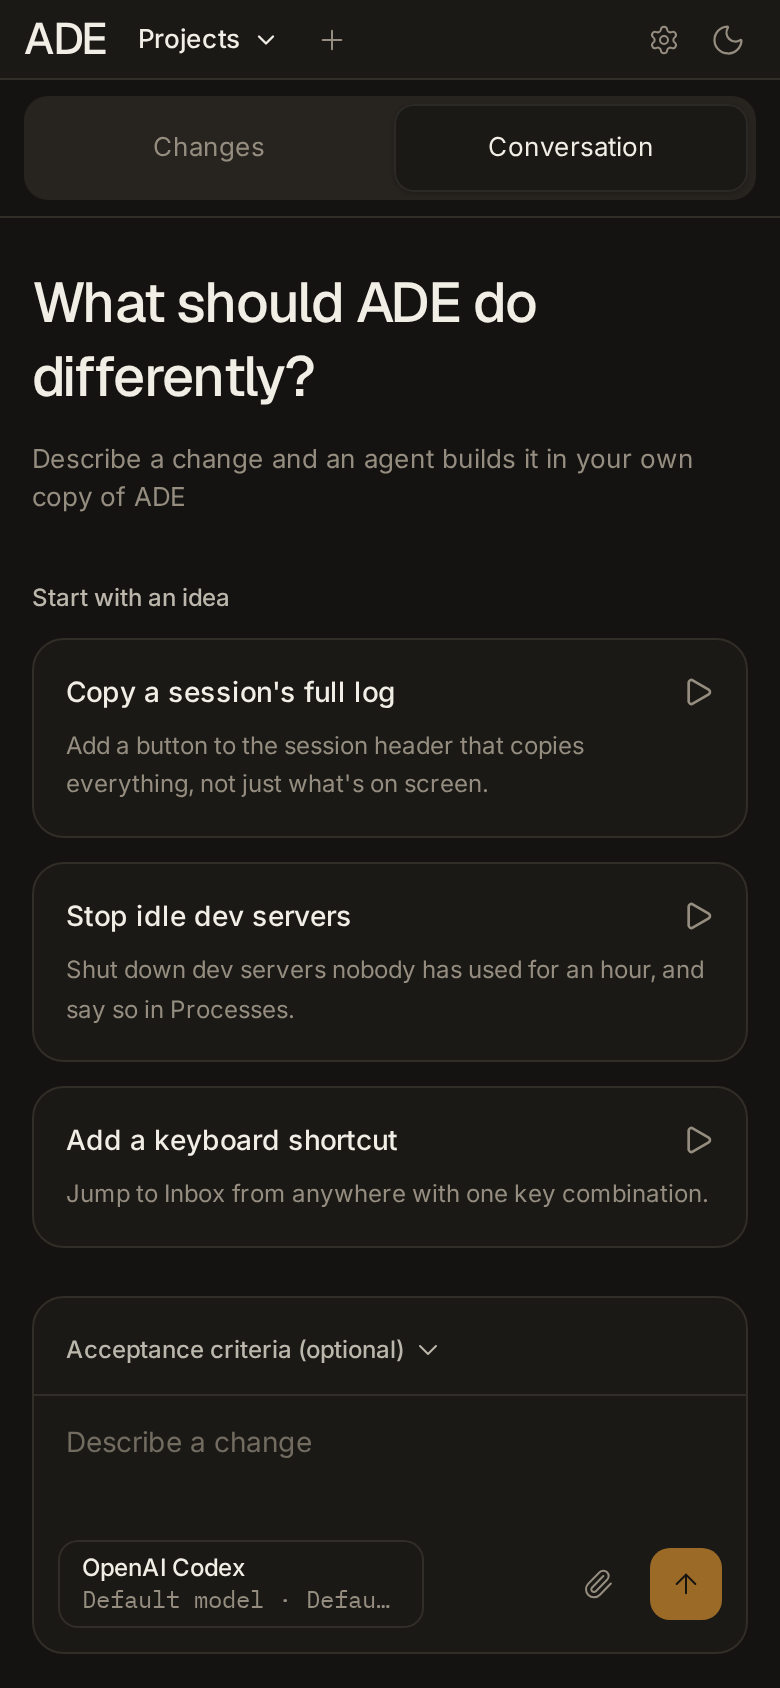 ADE Projects
Changes Conversation
What should ADE do
differently?
Describe a change and an agent builds it in your own
copy of ADE
Start with an idea
Copy a session's full log
Add a button to the session header that copies
everything, not just what's on screen.
Stop idle dev servers
Shut down dev servers nobody has used for an hour, and
say so in Processes.
Add a keyboard shortcut
Jump to Inbox from anywhere with one key combination.
Acceptance criteria (optional)
Describe a change
OpenAI Codex
Default model · Defau…